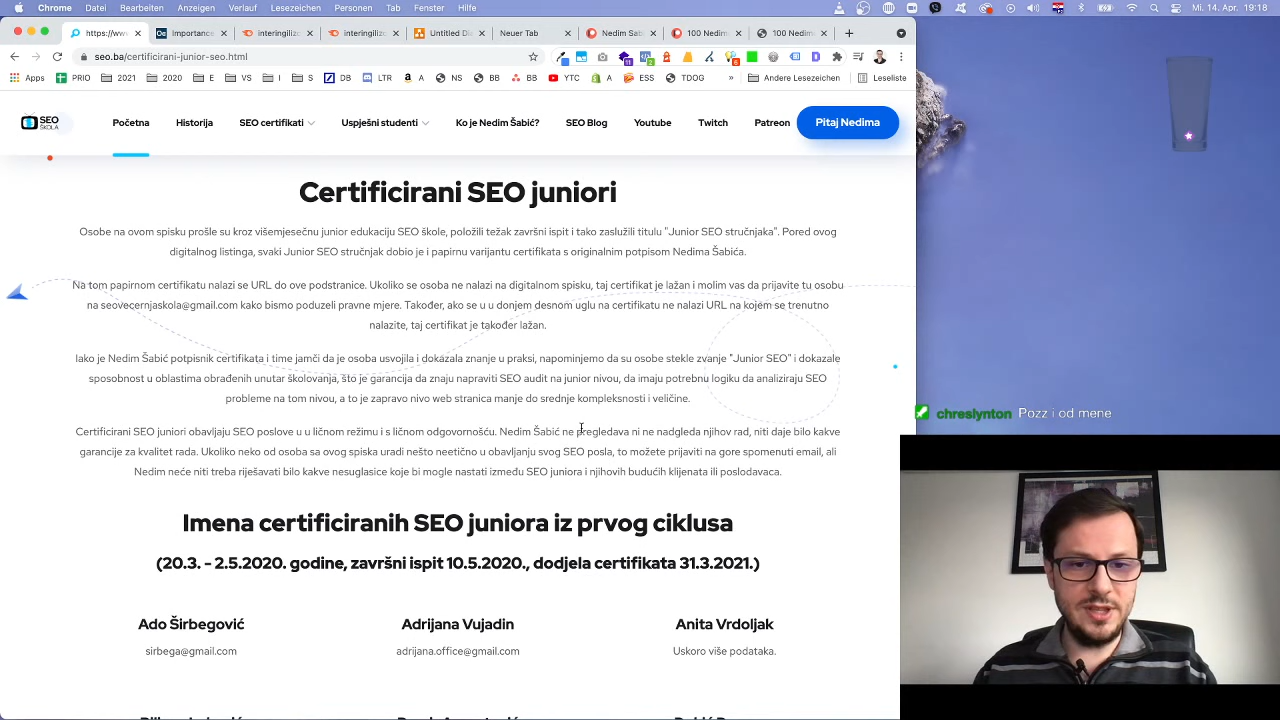 Chrome Datei Bearbeiten Anzeigen Verlauf Lesezeichen Personen Tab Fenster Hilfe Mi. 14. Apr. 19:18
https://ww Importance interingiliz interingiliz Untitled Di Neuer Tab Nedim Šab 100 Nedim 100 Nedim
seo.ba/certificirani-junior-seo.html
Apps PRIO 2021 2020 E VS I S DB LTR A NS BB BB YTC A ESS TDOG » Andere Lesezeichen Leseliste
SEO ŠKOLA Početna Historija SEO certifikati Uspješni studenti Ko je Nedim Šabić? SEO Blog Youtube Twitch Patreon Pitaj Nedima
Certificirani SEO juniori
Osobe na ovom spisku prošle su kroz višemjesečnu junior edukaciju SEO škole, položili težak završni ispit i tako zaslužili titulu "Junior SEO stručnjaka". Pored ovog
digitalnog listinga, svaki Junior SEO stručnjak dobio je i papirnu varijantu certifikata s originalnim potpisom Nedima Šabića.
Na tom papirnom certifikatu nalazi se URL do ove podstranice. Ukoliko se osoba ne nalazi na digitalnom spisku, taj certifikat je lažan i molim vas da prijavite tu osobu
na seovecernjaskola@gmail.com kako bismo poduzeli pravne mjere. Također, ako se u u donjem desnom uglu na certifikatu ne nalazi URL na kojem se trenutno
nalazite, taj certifikat je također lažan.
Iako je Nedim Šabić potpisnik certifikata i time jamči da je osoba usvojila i dokazala znanje u praksi, napominjemo da su osobe stekle zvanje "Junior SEO" i dokazale
sposobnost u oblastima obrađenih unutar školovanja, što je garancija da znaju napraviti SEO audit na junior nivou, da imaju potrebnu logiku da analiziraju SEO
probleme na tom nivou, a to je zapravo nivo web stranica manje do srednje kompleksnosti i veličine.
Certificirani SEO juniori obavljaju SEO poslove u u ličnom režimu i s ličnom odgovornošću. Nedim Šabić ne pregledava ni ne nadgleda njihov rad, niti daje bilo kakve
garancije za kvalitet rada. Ukoliko neko od osoba sa ovog spiska uradi nešto neetično u obavljanju svog SEO posla, to možete prijaviti na gore spomenuti email, ali
Nedim neće niti treba riješavati bilo kakve nesuglasice koje bi mogle nastati između SEO juniora i njihovih budućih klijenata ili poslodavaca.
Imena certificiranih SEO juniora iz prvog ciklusa
(20.3. - 2.5.2020. godine, završni ispit 10.5.2020., dodjela certifikata 31.3.2021.)
Ado Širbegović Adrijana Vujadin Anita Vrdoljak
sirbega@gmail.com adrijana.office@gmail.com Uskoro više podataka.
chreslynton Pozz i od mene